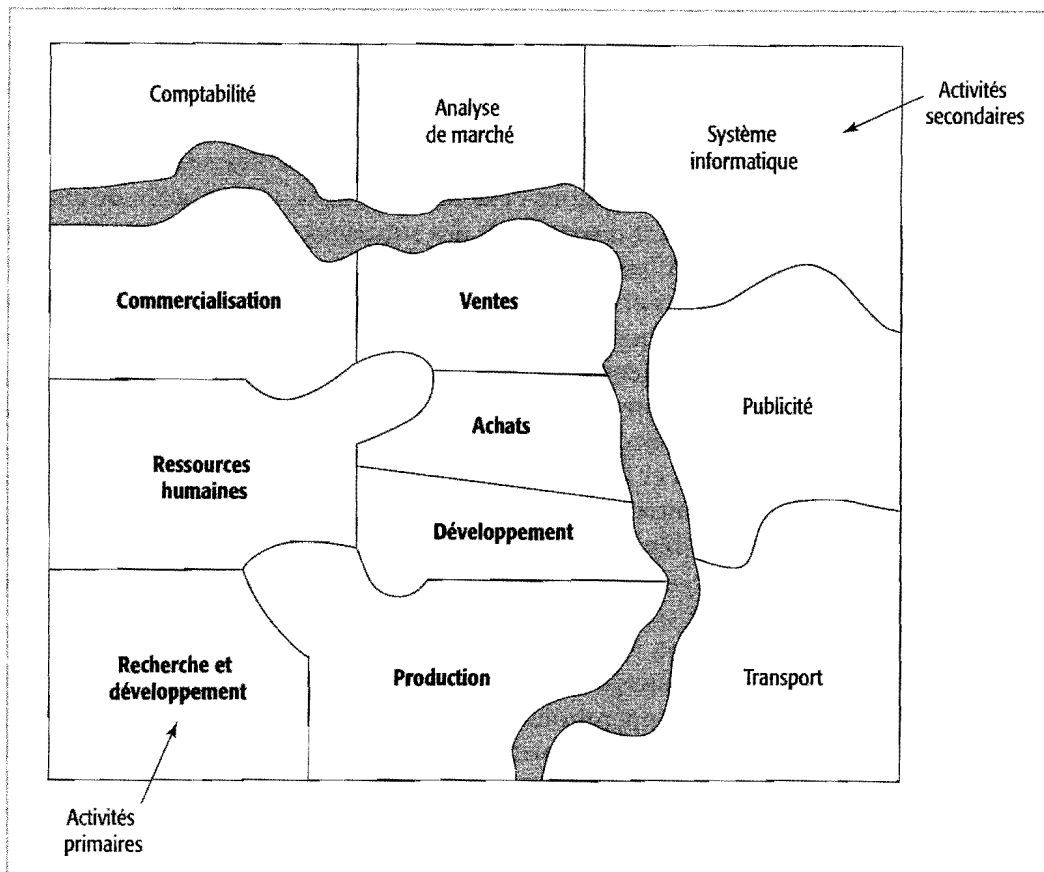 Comptabilité
Analyse
de marché
Système
informatique
Activités
secondaires
Commercialisation
Ventes
Publicité
Achats
Ressources
humaines
Développement
Recherche et
développement
Production
Transport
Activités
primaires